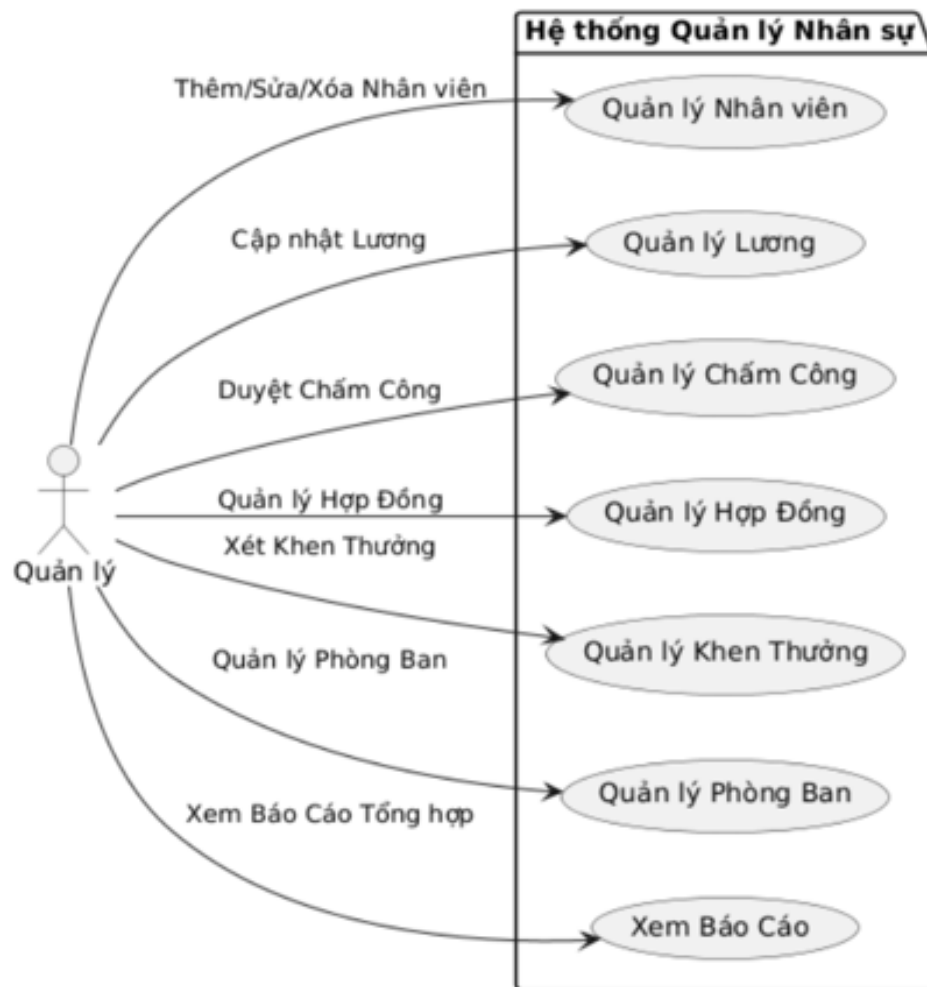 Hệ thống Quản lý Nhân sự
Thêm/Sửa/Xóa Nhân viên
Quản lý Nhân viên
Cập nhật Lương
Quản lý Lương
Duyệt Chấm Công
Quản lý Chấm Công
Quản lý Hợp Đồng
Quản lý Hợp Đồng
Xét Khen Thưởng
Quản lý
Quản lý Khen Thưởng
Quản lý Phòng Ban
Quản lý Phòng Ban
Xem Báo Cáo Tổng hợp
Xem Báo Cáo